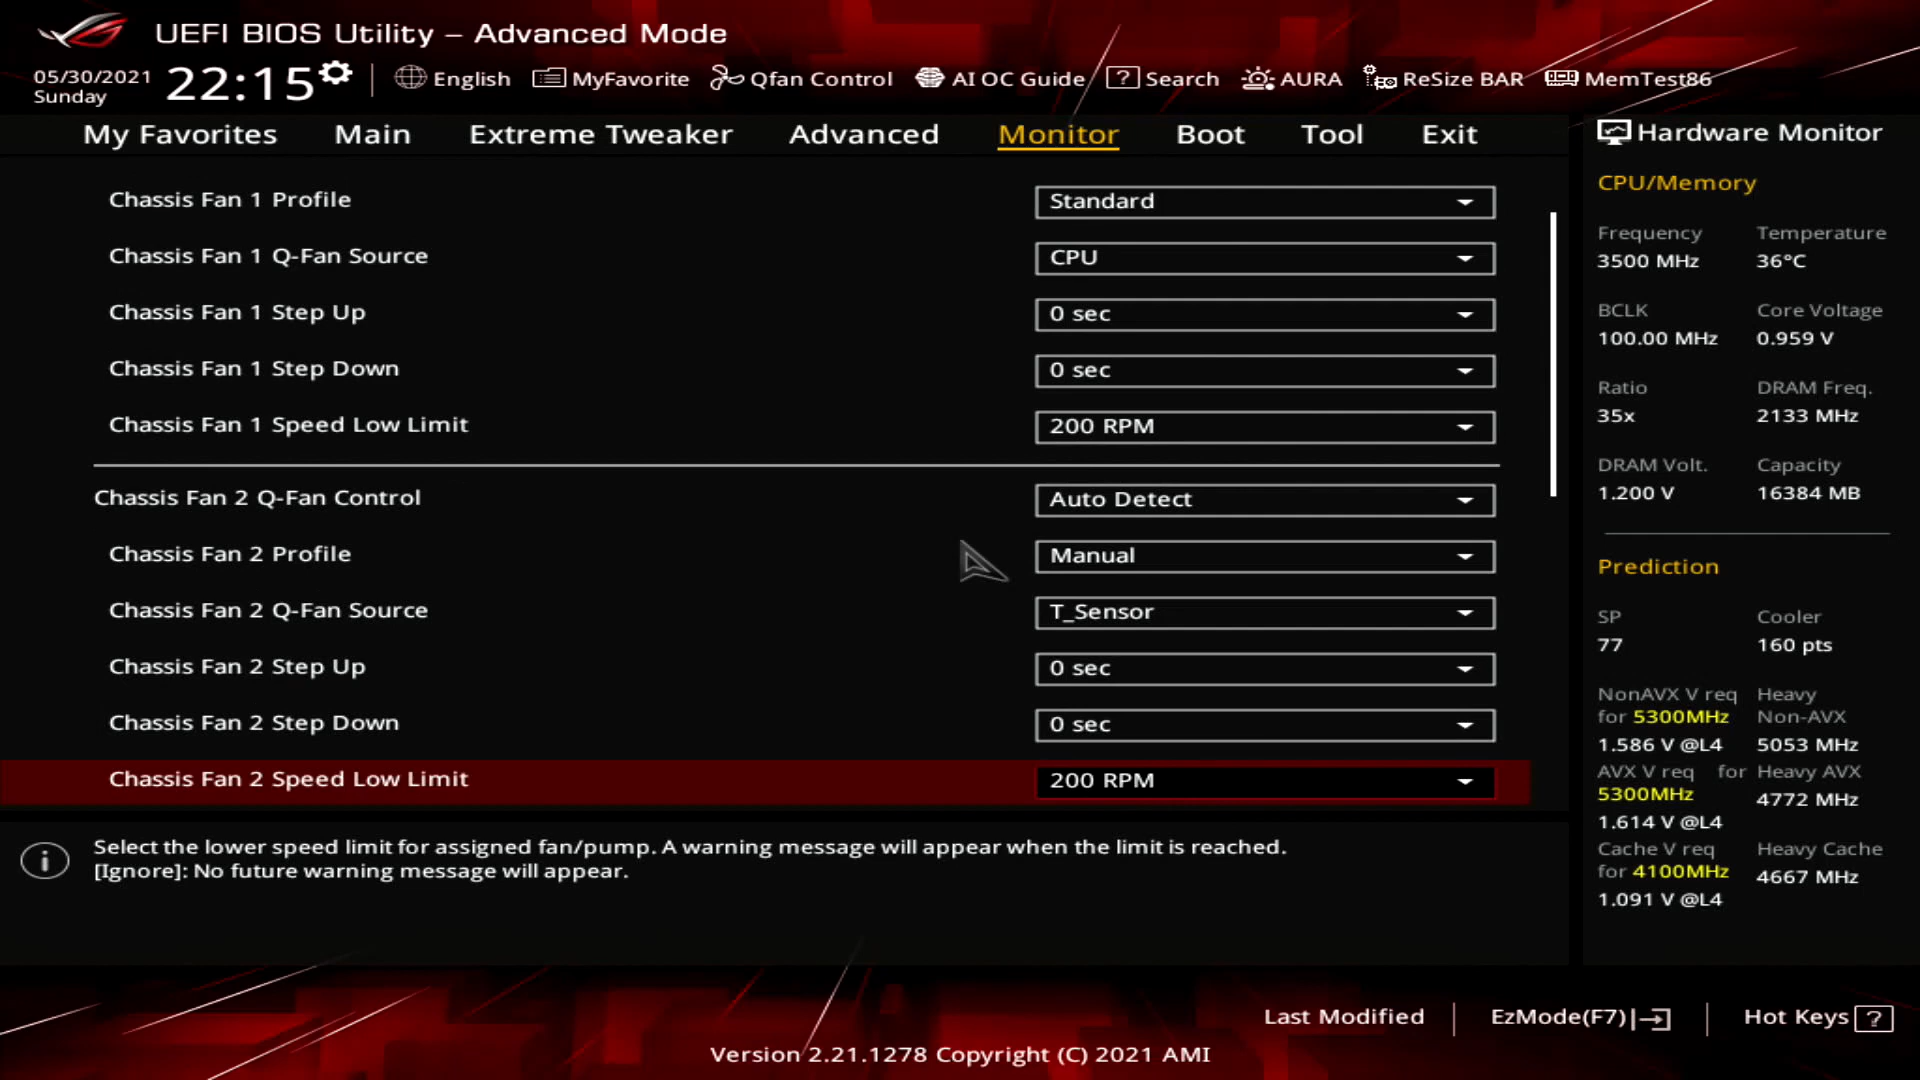 UEFI BIOS Utility – Advanced Mode
05/30/2021
Sunday
22:15
English
MyFavorite
Qfan Control
AI OC Guide
? Search
AURA
ReSize BAR
MemTest86
My Favorites
Main
Extreme Tweaker
Advanced
Monitor
Boot
Tool
Exit
Chassis Fan 1 Profile Standard
Chassis Fan 1 Q-Fan Source CPU
Chassis Fan 1 Step Up 0 sec
Chassis Fan 1 Step Down 0 sec
Chassis Fan 1 Speed Low Limit 200 RPM
Chassis Fan 2 Q-Fan Control Auto Detect
Chassis Fan 2 Profile Manual
Chassis Fan 2 Q-Fan Source T_Sensor
Chassis Fan 2 Step Up 0 sec
Chassis Fan 2 Step Down 0 sec
Chassis Fan 2 Speed Low Limit 200 RPM
i
Select the lower speed limit for assigned fan/pump. A warning message will appear when the limit is reached.
[Ignore]: No future warning message will appear.
Hardware Monitor
CPU/Memory
Frequency Temperature
3500 MHz 36°C
BCLK Core Voltage
100.00 MHz 0.959 V
Ratio DRAM Freq.
35x 2133 MHz
DRAM Volt. Capacity
1.200 V 16384 MB
Prediction
SP Cooler
77 160 pts
NonAVX V req Heavy
for 5300MHz Non-AVX
1.586 V @L4 5053 MHz
AVX V req for Heavy AVX
5300MHz 4772 MHz
1.614 V @L4
Cache V req Heavy Cache
for 4100MHz 4667 MHz
1.091 V @L4
Last Modified
EzMode(F7)
Hot Keys ?
Version 2.21.1278 Copyright (C) 2021 AMI